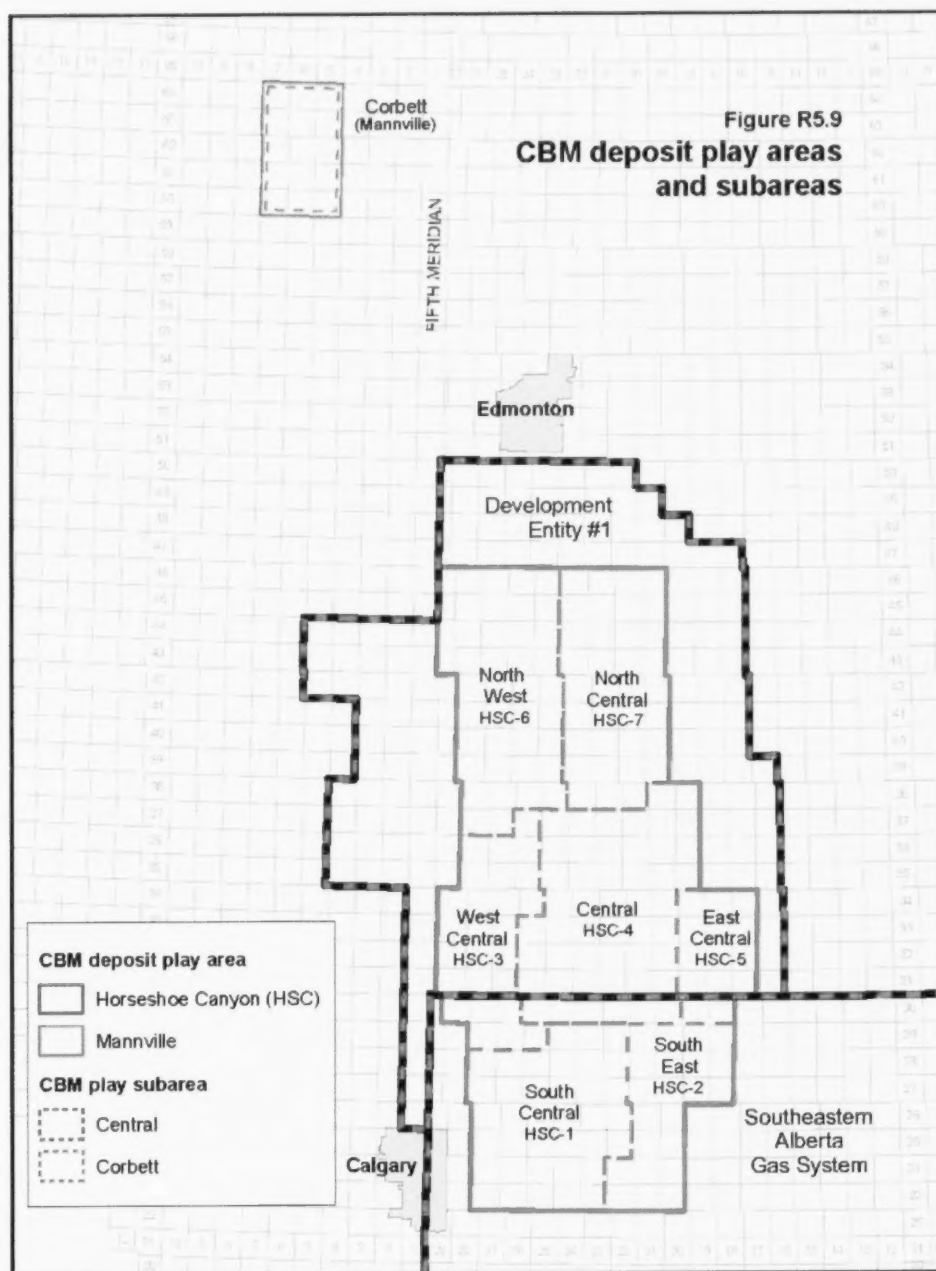 Corbett
(Mannville)
Figure R5.9
CBM deposit play areas
and subareas
FIFTH MERIDIAN
Edmonton
Development
Entity #1
North
West
HSC-6
North
Central
HSC-7
West
Central
HSC-3
Central
HSC-4
East
Central
HSC-5
South
East
HSC-2
South
Central
HSC-1
Southeastern
Alberta
Gas System
Calgary
CBM deposit play area
Horseshoe Canyon (HSC)
Mannville
CBM play subarea
Central
Corbett